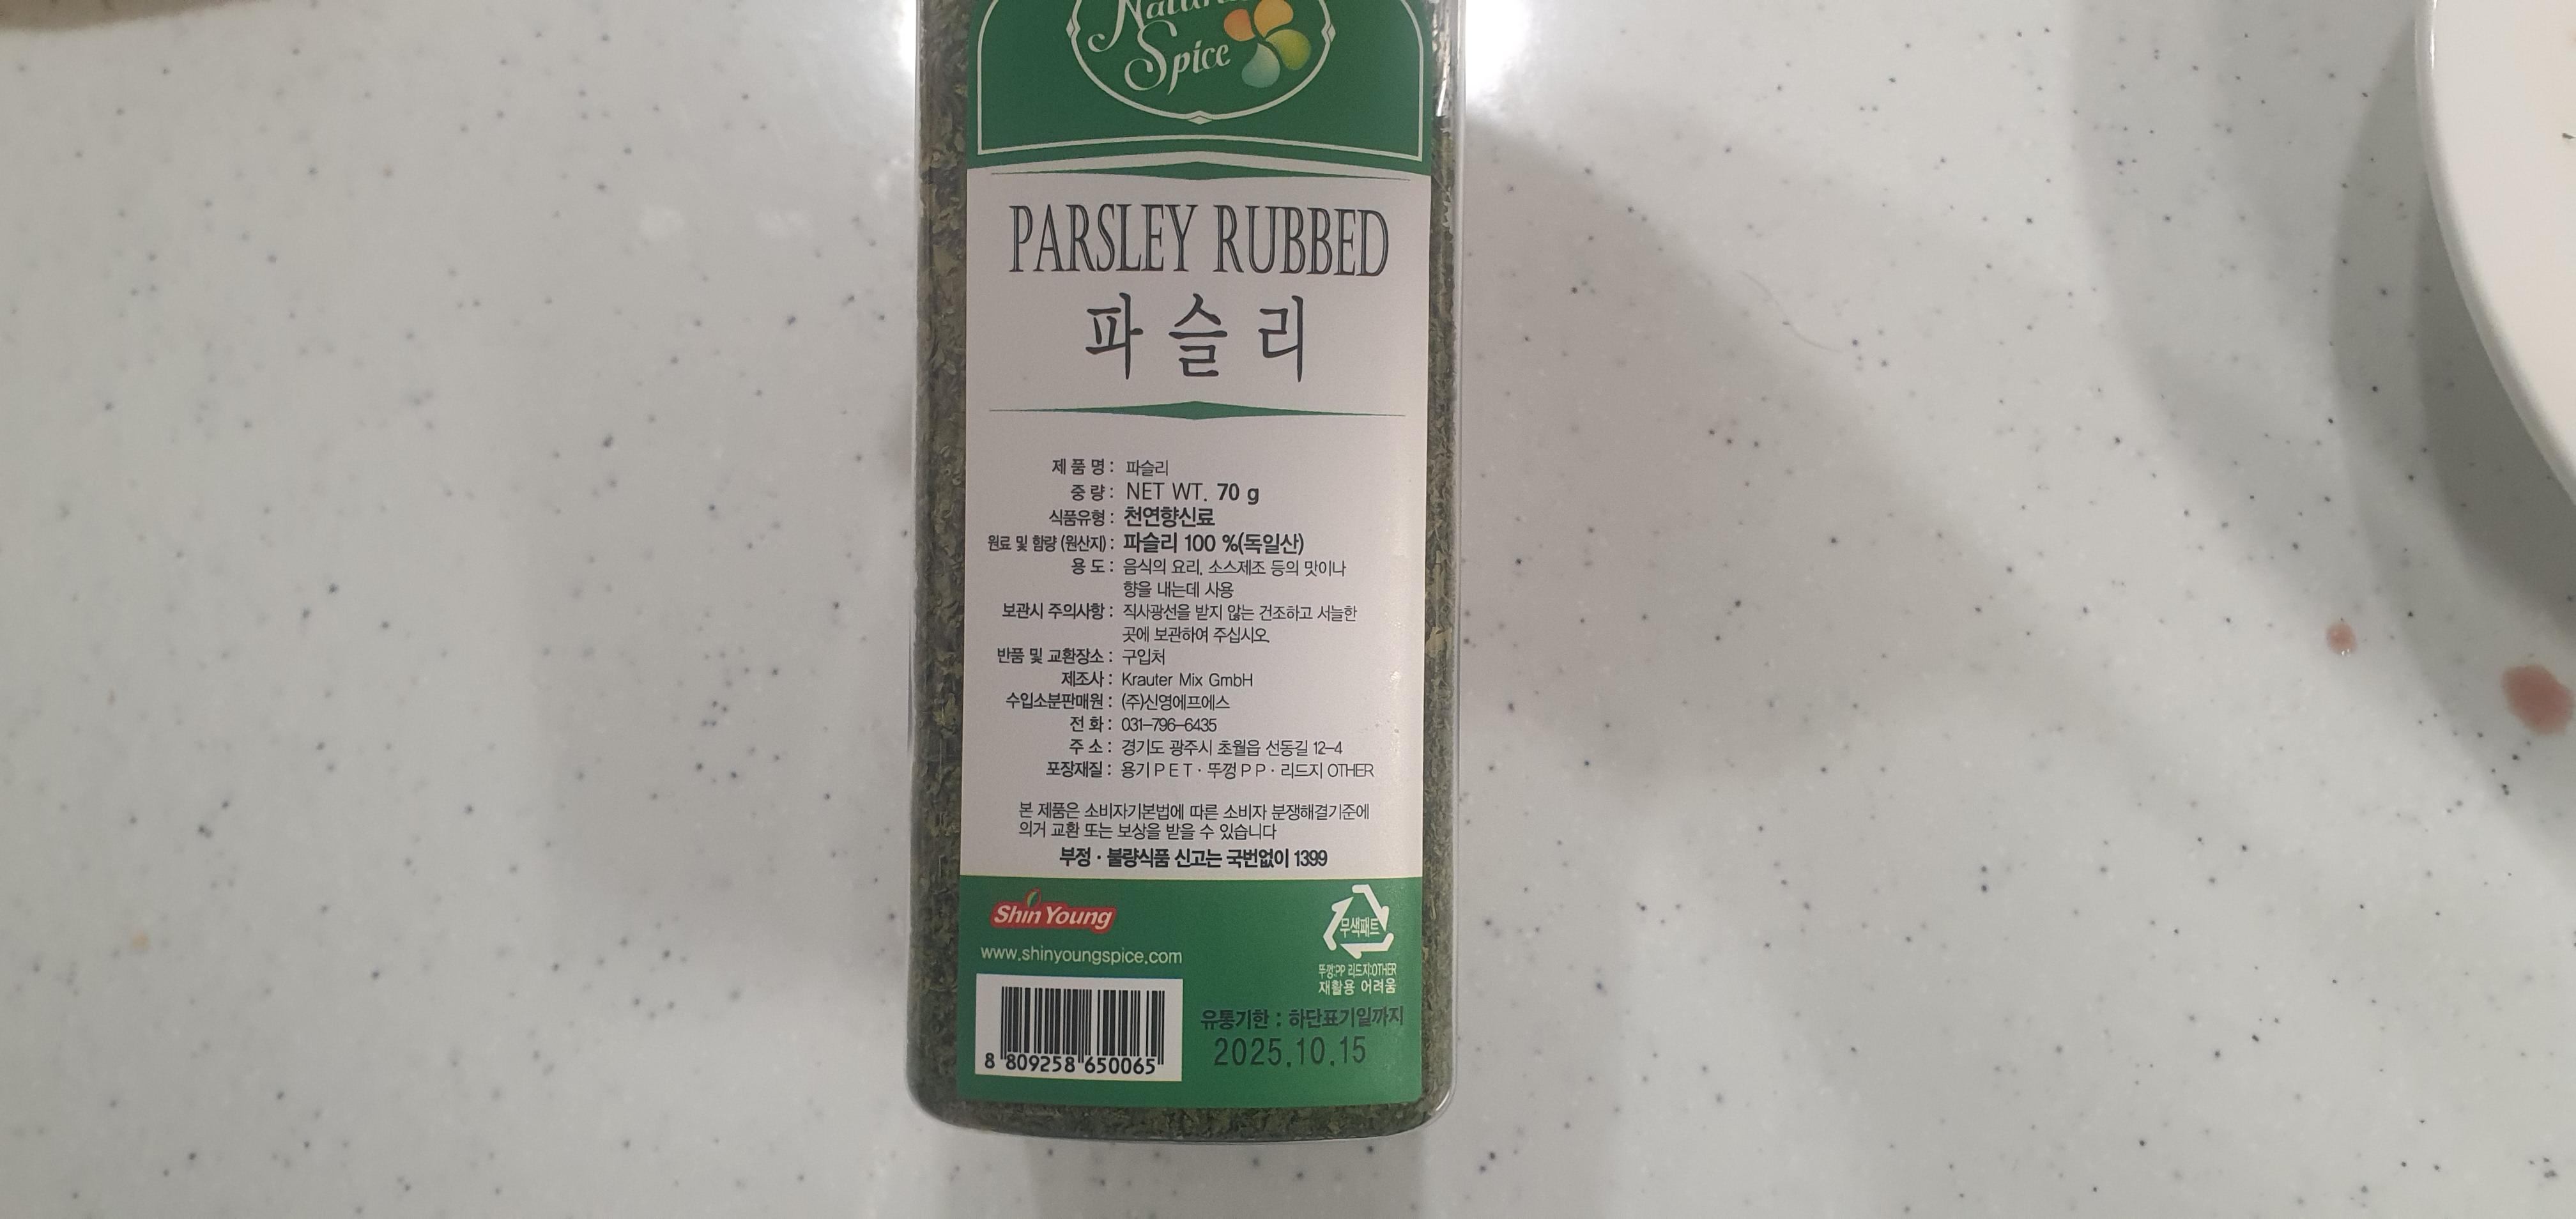 Spice
PARSLEY RUBBED
파슬리
제 품 명 : 파슬리
중 량 : NET WT. 70 g
식품유형 : 천연향신료
원료 및 함량 (원산지) : 파슬리 100 %(독일산)
용 도 : 음식의 요리, 소스제조 등의 맛이나
향을 내는데 사용
보관시 주의사항 : 직사광선을 받지 않는 건조하고 서늘한
곳에 보관하여 주십시오.
반품 및 교환장소 : 구입처
제조사 : Krauter Mix GmbH
수입소분판매원 : (주)신영에프에스
전 화 : 031-796-6435
주 소 : 경기도 광주시 초월읍 선동길 12-4
포장재질 : 용기 P E T · 뚜껑 P P · 리드지 OTHER
본 제품은 소비자기본법에 따른 소비자 분쟁해결기준에
의거 교환 또는 보상을 받을 수 있습니다
부정 · 불량식품 신고는 국번없이 1399
Shin Young
www.shinyoungspice.com
무색페트
뚜껑:PP 리드지:OTHER
재활용 어려움
유통기한 : 하단표기일까지
2025.10.15
8 809258 650065